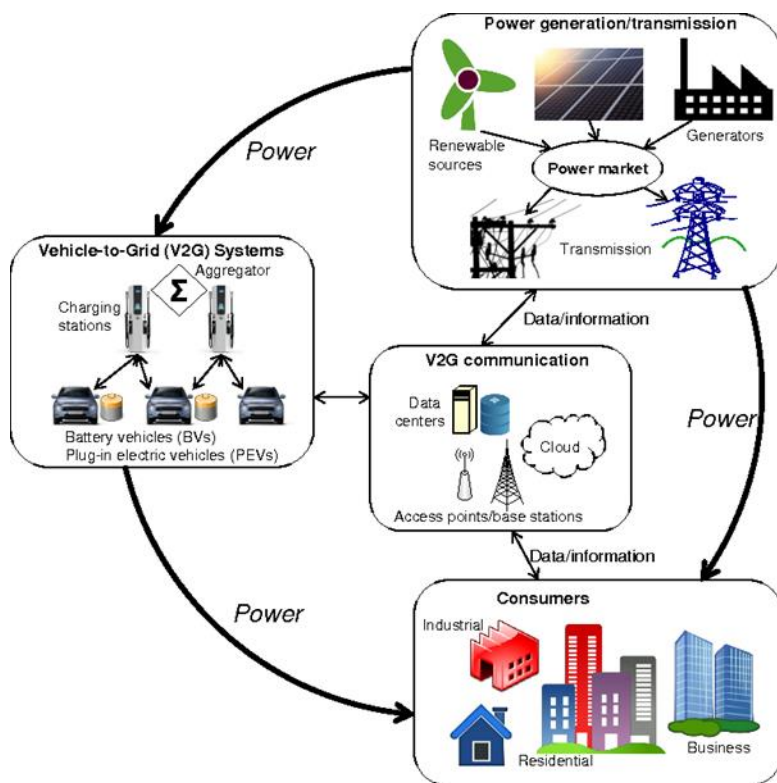 Power generation/transmission
Renewable
sources
Generators
Power market
Transmission
Power
Vehicle-to-Grid (V2G) Systems
Aggregator
Σ
Charging
stations
Battery vehicles (BVs)
Plug-in electric vehicles (PEVs)
Data/information
V2G communication
Data
centers
Cloud
Access points/base stations
Power
Data/information
Power
Consumers
Industrial
Residential
Business